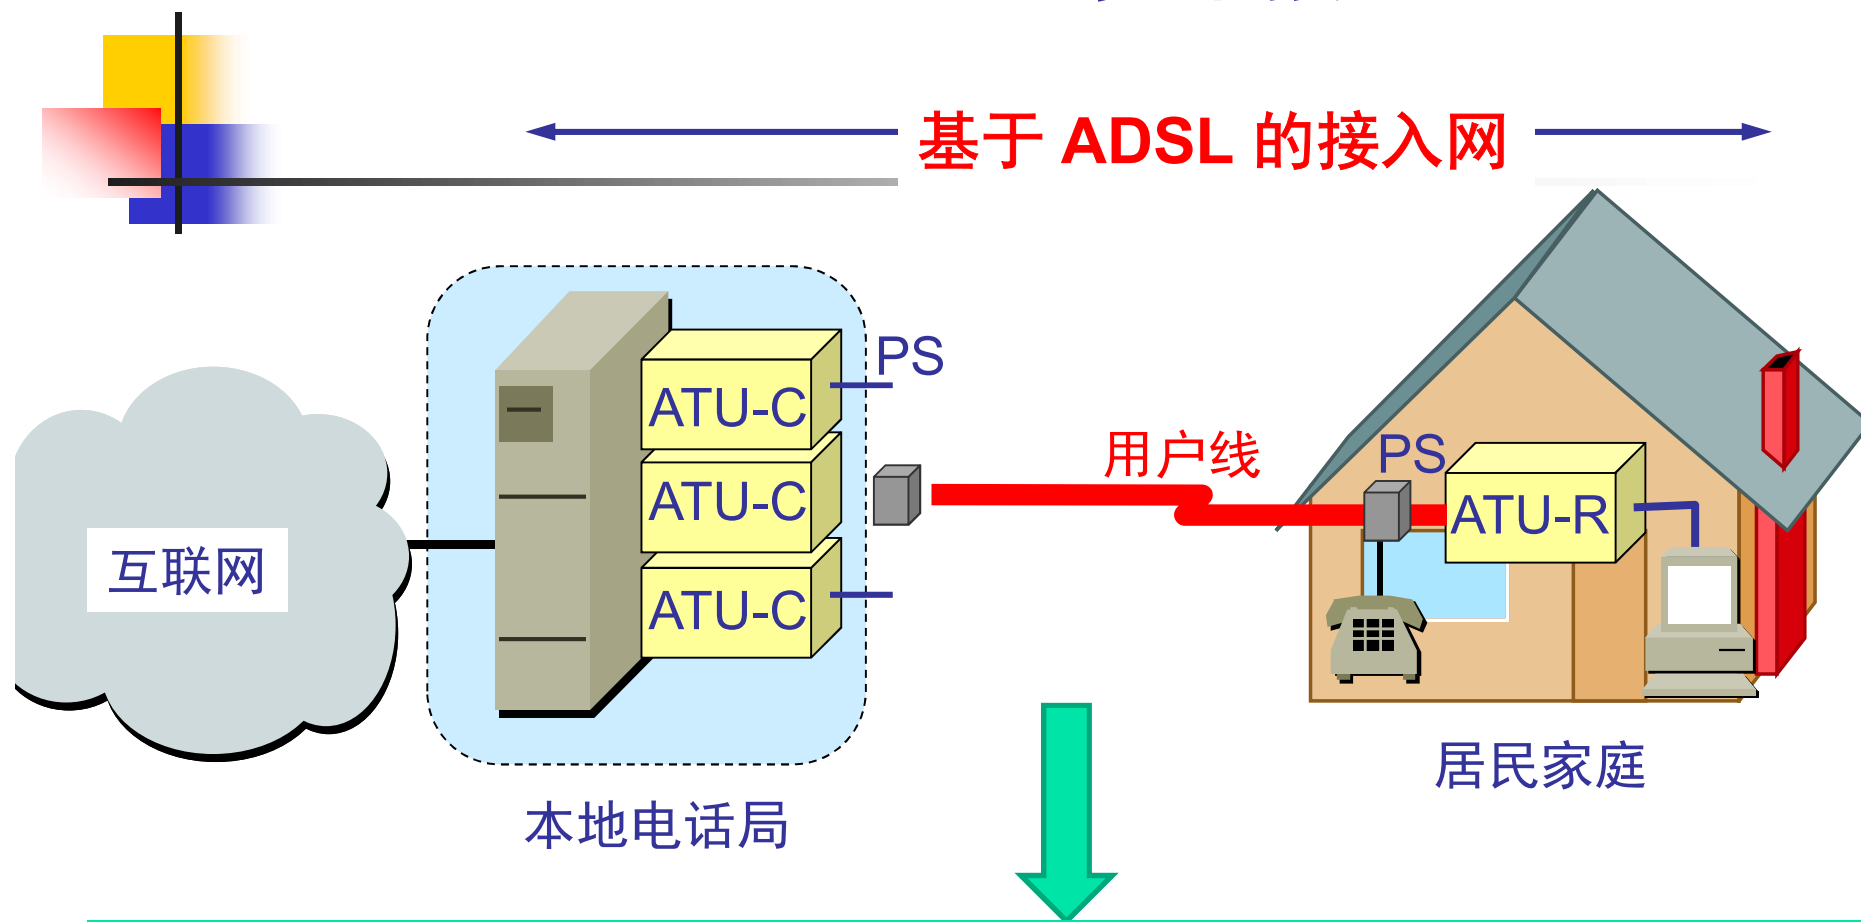 基于 ADSL 的接入网
PS
ATU-C
用户线
PS
ATU-C
ATU-R
互联网
ATU-C
居民家庭
本地电话局